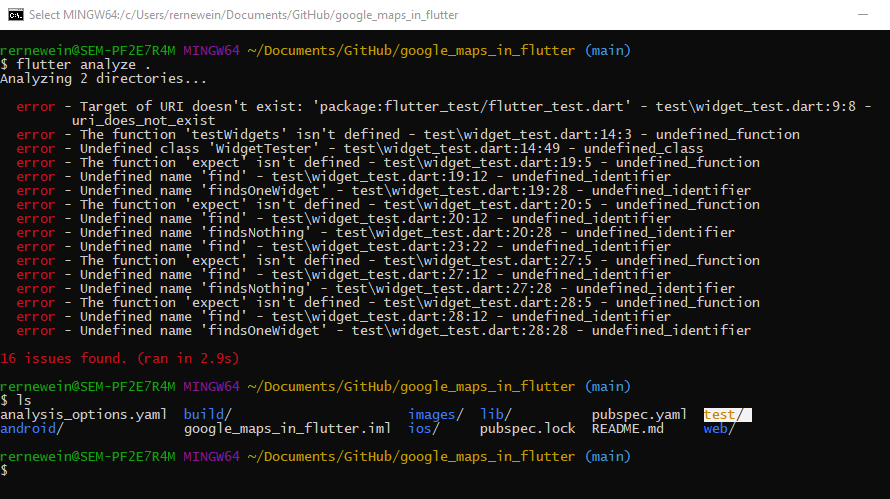 Select MINGW64:/c/Users/rernewein/Documents/GitHub/google_maps_in_flutter
rernewein@SEM-PF2E7R4M MINGW64 ~/Documents/GitHub/google_maps_in_flutter (main)
$ flutter analyze .
Analyzing 2 directories...
error - Target of URI doesn't exist: 'package:flutter_test/flutter_test.dart' - test\widget_test.dart:9:8 -
uri_does_not_exist
error - The function 'testWidgets' isn't defined - test\widget_test.dart:14:3 - undefined_function
error - Undefined class 'WidgetTester' - test\widget_test.dart:14:49 - undefined_class
error - The function 'expect' isn't defined - test\widget_test.dart:19:5 - undefined_function
error - Undefined name 'find' - test\widget_test.dart:19:12 - undefined_identifier
error - Undefined name 'findsOneWidget' - test\widget_test.dart:19:28 - undefined_identifier
error - The function 'expect' isn't defined - test\widget_test.dart:20:5 - undefined_function
error - Undefined name 'find' - test\widget_test.dart:20:12 - undefined_identifier
error - Undefined name 'findsNothing' - test\widget_test.dart:20:28 - undefined_identifier
error - Undefined name 'find' - test\widget_test.dart:23:22 - undefined_identifier
error - The function 'expect' isn't defined - test\widget_test.dart:27:5 - undefined_function
error - Undefined name 'find' - test\widget_test.dart:27:12 - undefined_identifier
error - Undefined name 'findsNothing' - test\widget_test.dart:27:28 - undefined_identifier
error - The function 'expect' isn't defined - test\widget_test.dart:28:5 - undefined_function
error - Undefined name 'find' - test\widget_test.dart:28:12 - undefined_identifier
error - Undefined name 'findsOneWidget' - test\widget_test.dart:28:28 - undefined_identifier
16 issues found. (ran in 2.9s)
rernewein@SEM-PF2E7R4M MINGW64 ~/Documents/GitHub/google_maps_in_flutter (main)
$ ls
analysis_options.yaml build/ images/ lib/ pubspec.yaml test/
android/ google_maps_in_flutter.iml ios/ pubspec.lock README.md web/
rernewein@SEM-PF2E7R4M MINGW64 ~/Documents/GitHub/google_maps_in_flutter (main)
$